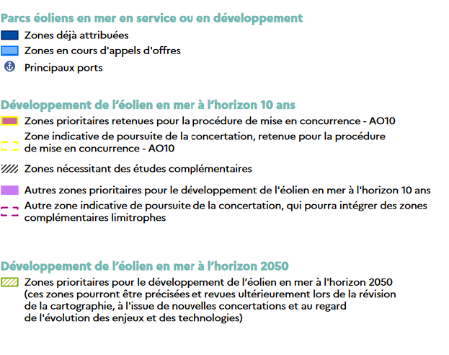 Parcs éoliens en mer en service ou en développement
Zones déjà attribuées
Zones en cours d'appels d'offres
Principaux ports
Développement de l'éolien en mer à l'horizon 10 ans
Zones prioritaires retenues pour la procédure de mise en concurrence - AO10
Zone indicative de poursuite de la concertation, retenue pour la procédure
de mise en concurrence - AO10
Zones nécessitant des études complémentaires
Autres zones prioritaires pour le développement de l'éolien en mer à l'horizon 10 ans
Autre zone indicative de poursuite de la concertation, qui pourra intégrer des zones
complémentaires limitrophes
Développement de l'éolien en mer à l'horizon 2050
Zones prioritaires pour le développement de l'éolien en mer à l'horizon 2050
(ces zones pourront être précisées et revues ultérieurement lors de la révision
de la cartographie, à l'issue de nouvelles concertations et au regard
de l'évolution des enjeux et des technologies)